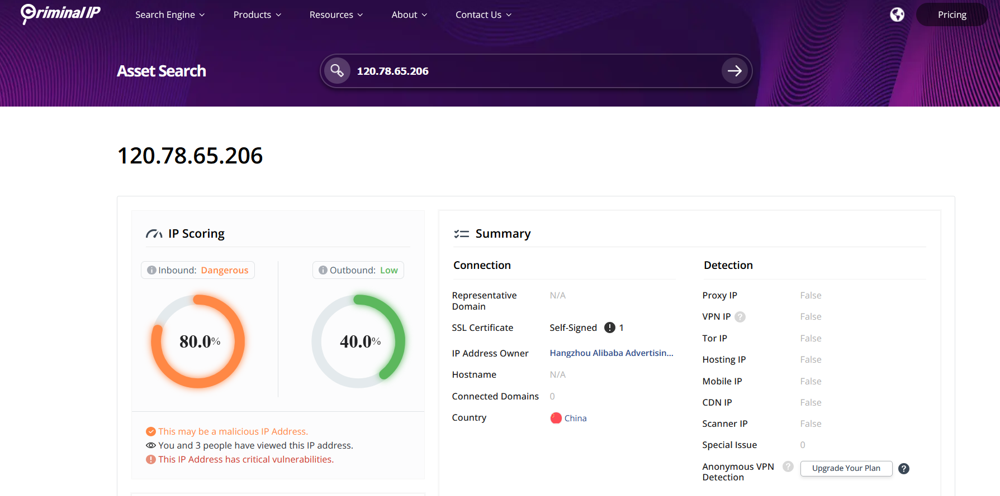 Criminal IP
Search Engine
Products
Resources
About
Contact Us
Pricing
Asset Search
120.78.65.206
120.78.65.206
IP Scoring
Inbound: Dangerous
Outbound: Low
80.0%
40.0%
This may be a malicious IP Address.
You and 3 people have viewed this IP address.
This IP Address has critical vulnerabilities.
Summary
Connection
Representative
Domain
N/A
SSL Certificate
Self-Signed ! 1
IP Address Owner
Hangzhou Alibaba Advertisin...
Hostname
N/A
Connected Domains
0
Country
China
Detection
Proxy IP
False
VPN IP ?
False
Tor IP
False
Hosting IP
False
Mobile IP
False
CDN IP
False
Scanner IP
False
Special Issue
0
Anonymous VPN
Detection
?
Upgrade Your Plan
?